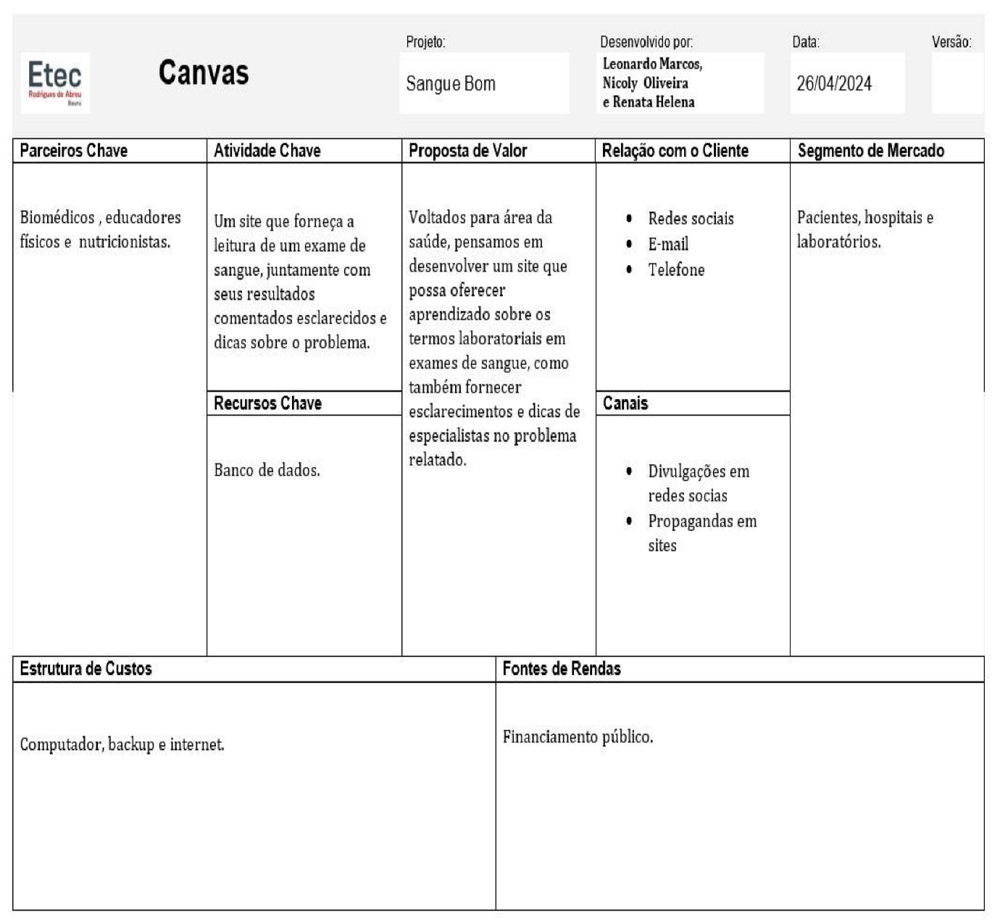 Etec
Rodrigues de Abreu
Bauru
Canvas
Projeto:
Sangue Bom
Desenvolvido por:
Leonardo Marcos,
Nicoly Oliveira
e Renata Helena
Data:
26/04/2024
Versão:
Parceiros Chave
Biomédicos , educadores
físicos e nutricionistas.
Atividade Chave
Um site que forneça a
leitura de um exame de
sangue, juntamente com
seus resultados
comentados esclarecidos e
dicas sobre o problema.
Recursos Chave
Banco de dados.
Proposta de Valor
Voltados para área da
saúde, pensamos em
desenvolver um site que
possa oferecer
aprendizado sobre os
termos laboratoriais em
exames de sangue, como
também fornecer
esclarecimentos e dicas de
especialistas no problema
relatado.
Relação com o Cliente
• Redes sociais
• E-mail
• Telefone
Canais
• Divulgações em
redes socias
• Propagandas em
sites
Segmento de Mercado
Pacientes, hospitais e
laboratórios.
Estrutura de Custos
Computador, backup e internet.
Fontes de Rendas
Financiamento público.